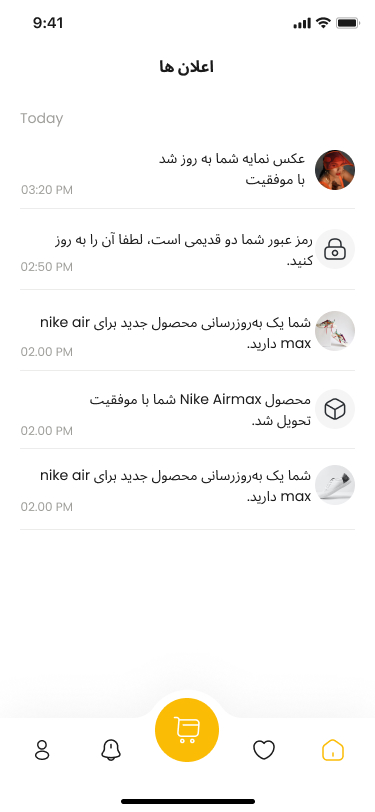 9:41
اعلان ها
Today
عکس نمایه شما به روز شد
با موفقیت
03:20 PM
رمز عبور شما دو قدیمی است، لطفا آن را به روز
کنید.
02:50 PM
شما یک به‌روزرسانی محصول جدید برای nike air
max دارید.
02.00 PM
محصول Nike Airmax شما با موفقیت
تحویل شد.
02.00 PM
شما یک به‌روزرسانی محصول جدید برای nike air
max دارید.
02.00 PM